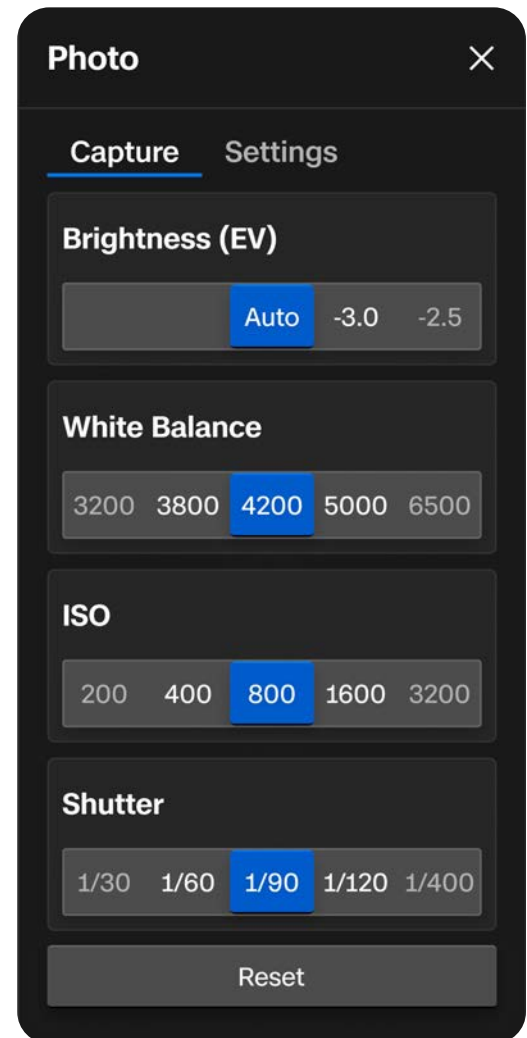 Photo
Capture Settings
Brightness (EV)
Auto -3.0 -2.5
White Balance
3200 3800 4200 5000 6500
ISO
200 400 800 1600 3200
Shutter
1/30 1/60 1/90 1/120 1/400
Reset